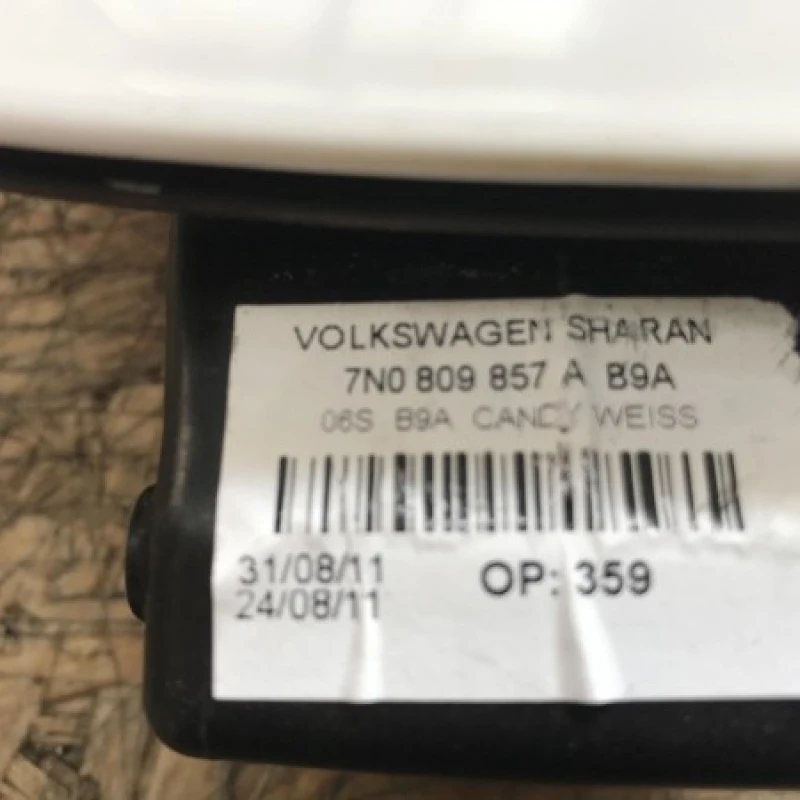 VOLKSWAGEN SHARAN
7N0 809 857 A B9A
06S B9A CANDY WEISS
31/08/11 OP: 359
24/08/11